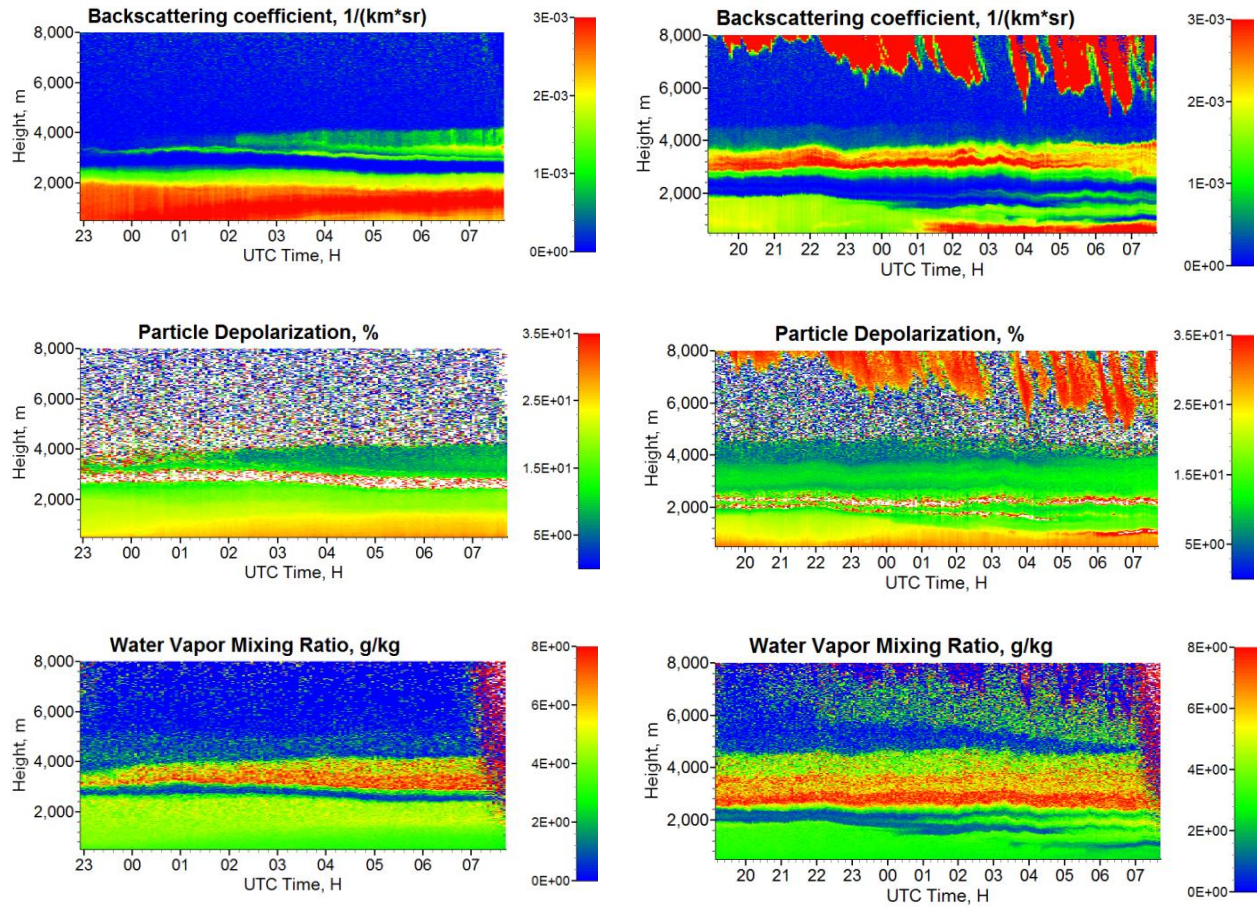 Backscattering coefficient, 1/(km*sr)
8,000
6,000
4,000
2,000
Height, m
23 00 01 02 03 04 05 06 07
UTC Time, H
3E-03
2E-03
1E-03
0E+00
Backscattering coefficient, 1/(km*sr)
8,000
6,000
4,000
2,000
Height, m
20 21 22 23 00 01 02 03 04 05 06 07
UTC Time, H
3E-03
2E-03
1E-03
0E+00
Particle Depolarization, %
8,000
6,000
4,000
2,000
Height, m
23 00 01 02 03 04 05 06 07
UTC Time, H
3.5E+01
2.5E+01
1.5E+01
5E+00
Particle Depolarization, %
8,000
6,000
4,000
2,000
Height, m
20 21 22 23 00 01 02 03 04 05 06 07
UTC Time, H
3.5E+01
2.5E+01
1.5E+01
5E+00
Water Vapor Mixing Ratio, g/kg
8,000
6,000
4,000
2,000
Height, m
23 00 01 02 03 04 05 06 07
UTC Time, H
8E+00
6E+00
4E+00
2E+00
0E+00
Water Vapor Mixing Ratio, g/kg
8,000
6,000
4,000
2,000
Height, m
20 21 22 23 00 01 02 03 04 05 06 07
UTC Time, H
8E+00
6E+00
4E+00
2E+00
0E+00